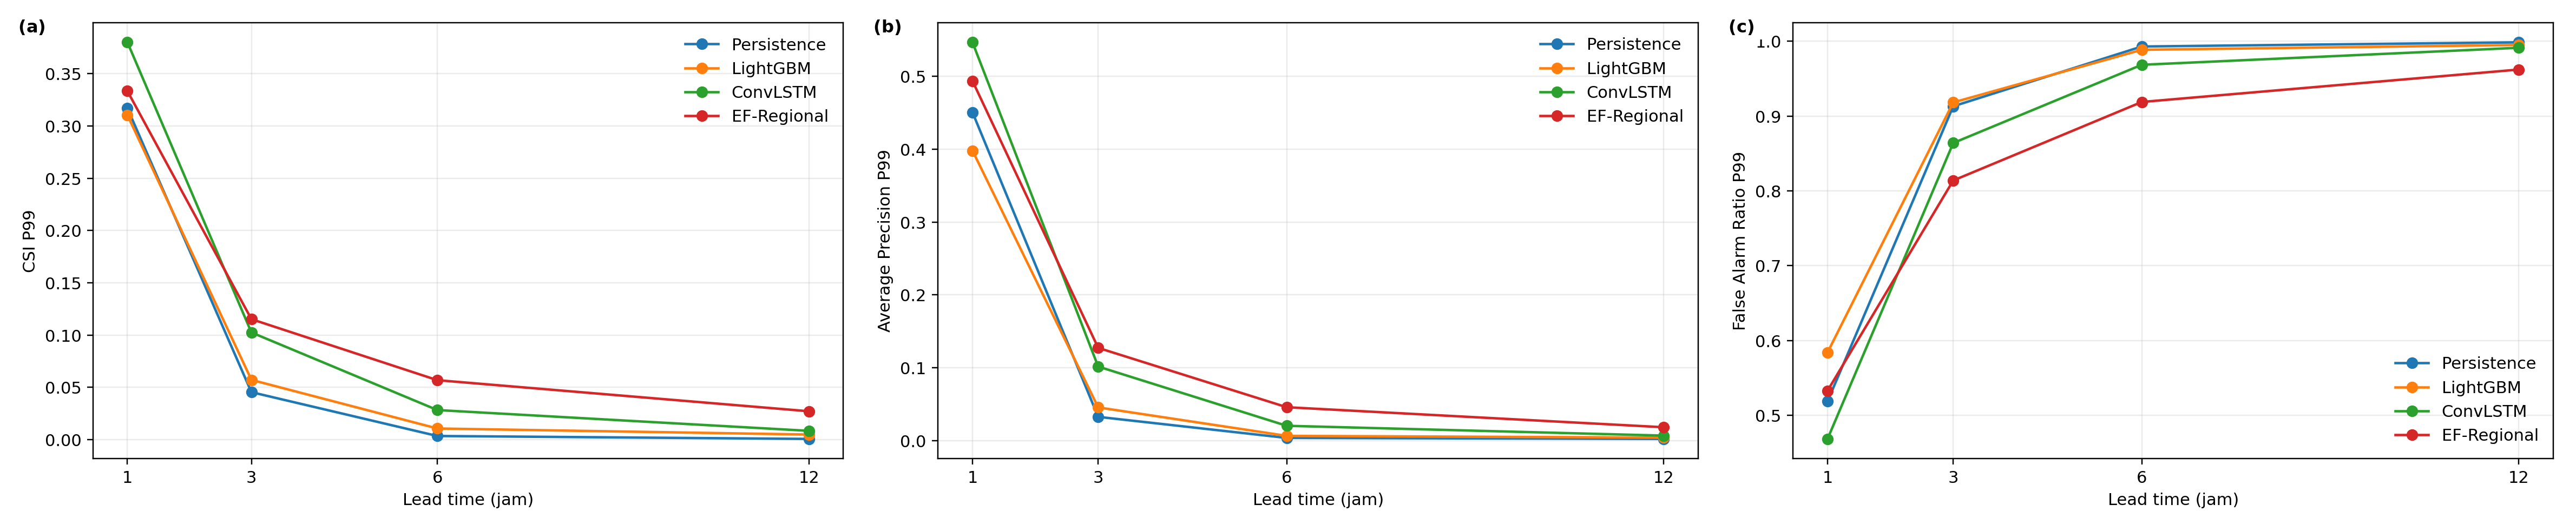 (a)
CSI P99
0.35
0.30
0.25
0.20
0.15
0.10
0.05
0.00
Persistence
LightGBM
ConvLSTM
EF-Regional
1 3 6 12
Lead time (jam)
(b)
Average Precision P99
0.5
0.4
0.3
0.2
0.1
0.0
Persistence
LightGBM
ConvLSTM
EF-Regional
1 3 6 12
Lead time (jam)
(c)
False Alarm Ratio P99
1.0
0.9
0.8
0.7
0.6
0.5
Persistence
LightGBM
ConvLSTM
EF-Regional
1 3 6 12
Lead time (jam)